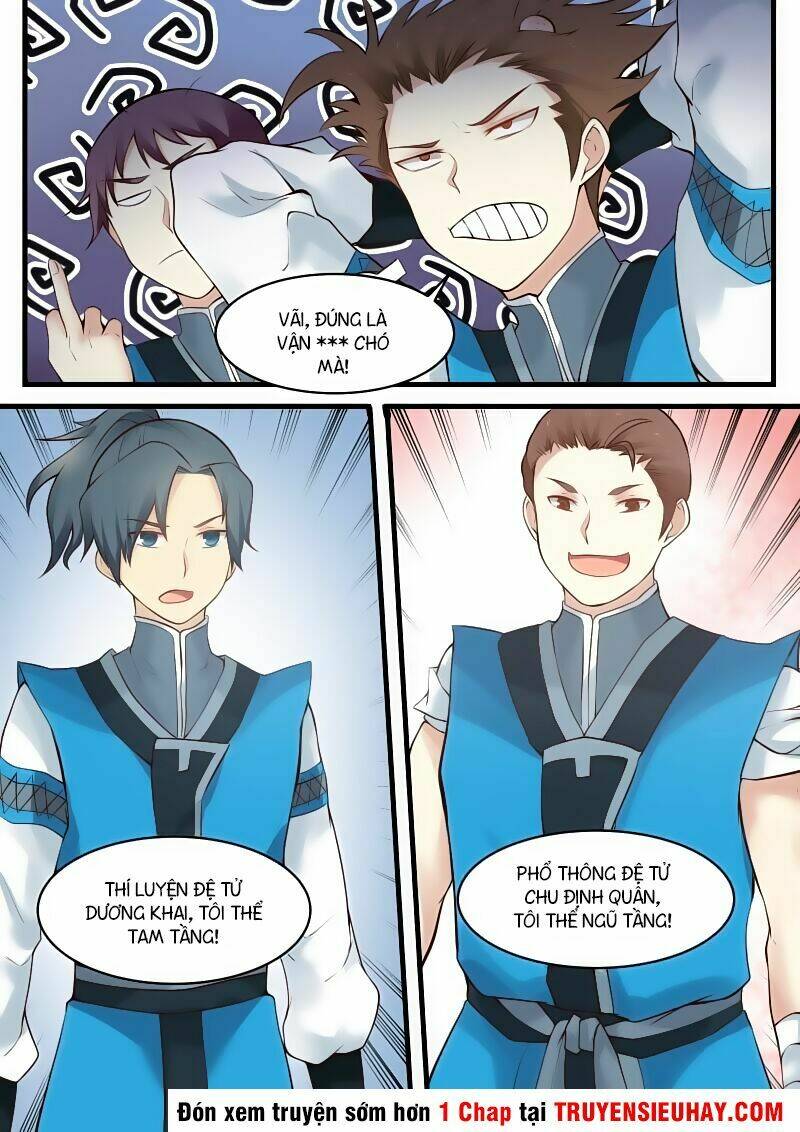 VÃI, ĐÚNG LÀ
VẬN *** CHÓ
MÀ!
THÍ LUYỆN ĐỆ TỬ
DƯƠNG KHAI, TÔI THỂ
TAM TẦNG!
PHỔ THÔNG ĐỆ TỬ
CHU ĐỊNH QUÂN,
TÔI THỂ NGŨ TẦNG!
Đón xem truyện sớm hơn 1 Chap tại TRUYENSIEUHAY.COM